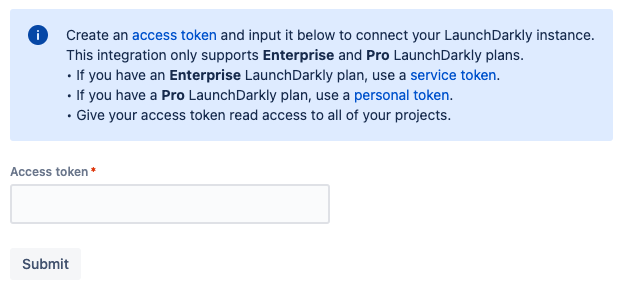 Create an access token and input it below to connect your LaunchDarkly instance.
This integration only supports Enterprise and Pro LaunchDarkly plans.
• If you have an Enterprise LaunchDarkly plan, use a service token.
• If you have a Pro LaunchDarkly plan, use a personal token.
• Give your access token read access to all of your projects.
Access token *
Submit